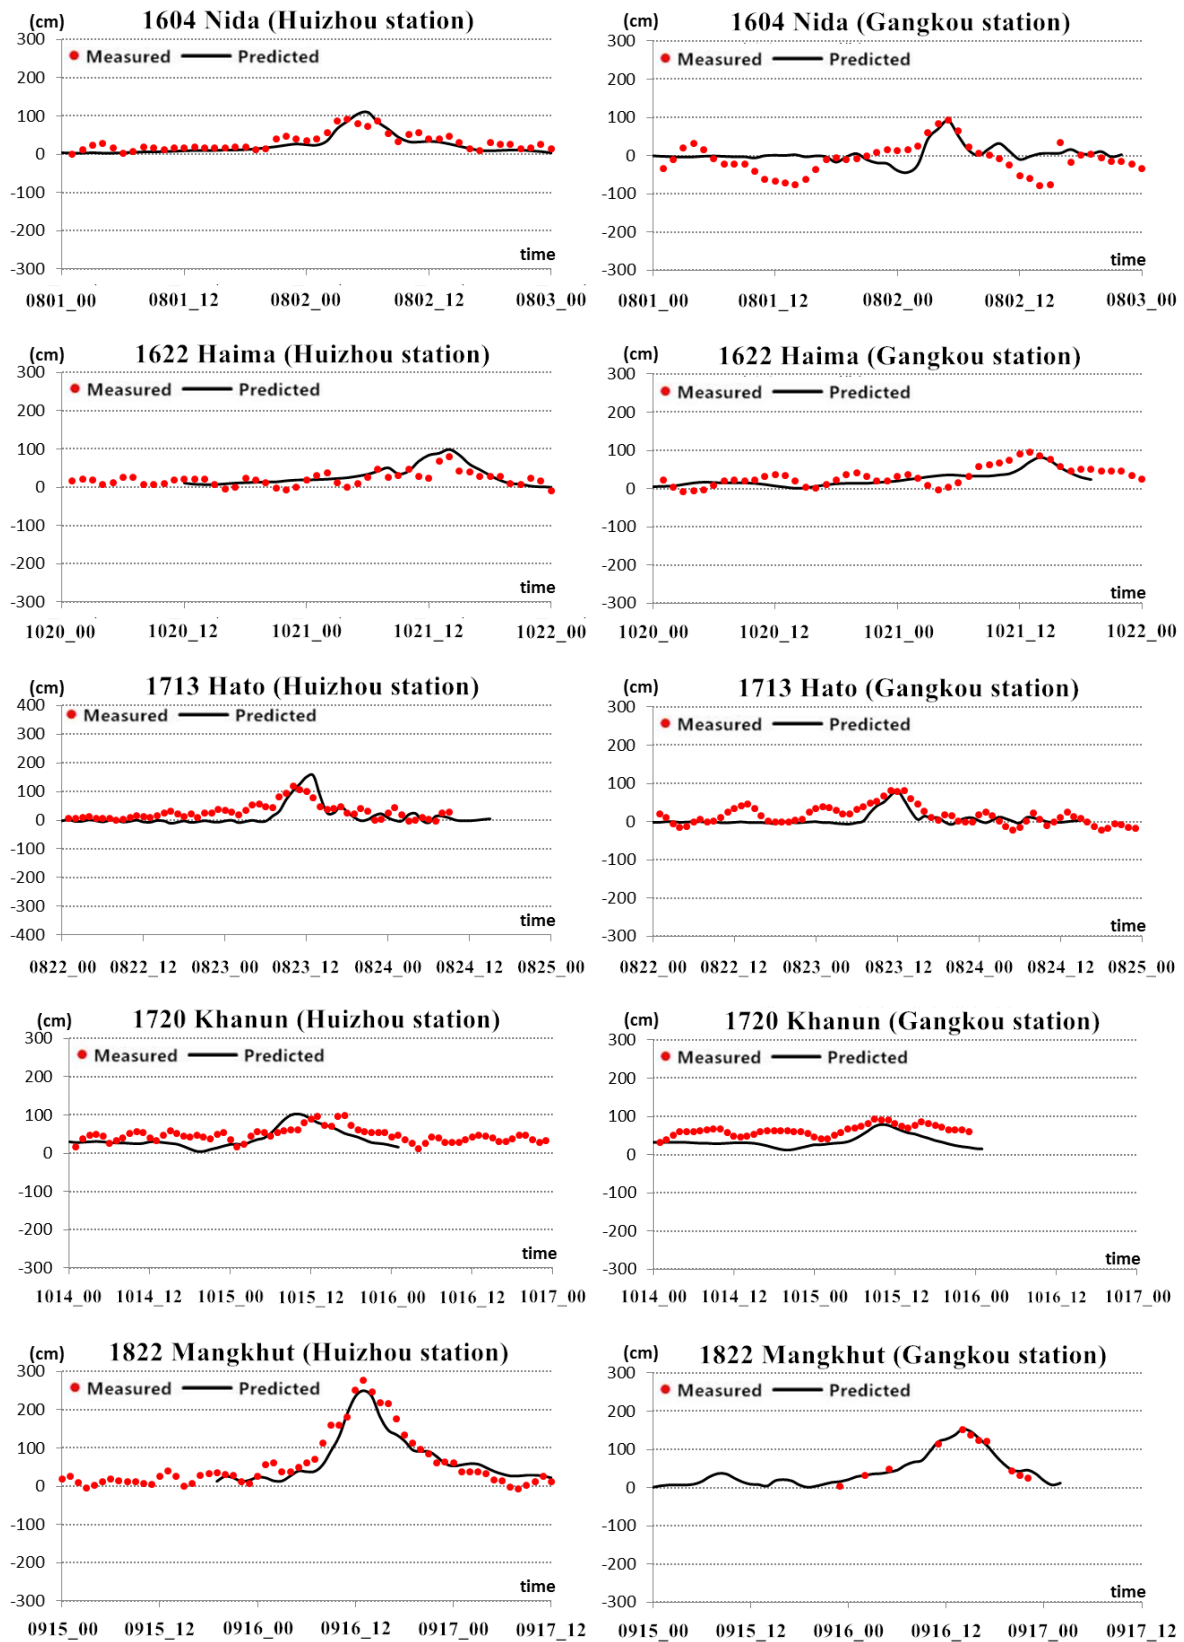 (cm) 1604 Nida (Huizhou station)
300
Measured Predicted
200
100
0
-100
-200
time
-300
0801_00 0801_12 0802_00 0802_12 0803_00
(cm) 1604 Nida (Gangkou station)
300
Measured Predicted
200
100
0
-100
-200
time
-300
0801_00 0801_12 0802_00 0802_12 0803_00
(cm) 1622 Haima (Huizhou station)
300
Measured Predicted
200
100
0
-100
-200
time
-300
1020_00 1020_12 1021_00 1021_12 1022_00
(cm) 1622 Haima (Gangkou station)
300
Measured Predicted
200
100
0
-100
-200
time
-300
1020_00 1020_12 1021_00 1021_12 1022_00
(cm) 1713 Hato (Huizhou station)
400
Measured Predicted
300
200
100
0
-100
-200
-300
time
-400
0822_00 0822_12 0823_00 0823_12 0824_00 0824_12 0825_00
(cm) 1713 Hato (Gangkou station)
300
Measured Predicted
200
100
0
-100
-200
time
-300
0822_00 0822_12 0823_00 0823_12 0824_00 0824_12 0825_00
(cm) 1720 Khanun (Huizhou station)
300
Measured Predicted
200
100
0
-100
-200
time
-300
1014_00 1014_12 1015_00 1015_12 1016_00 1016_12 1017_00
(cm) 1720 Khanun (Gangkou station)
300
Measured Predicted
200
100
0
-100
-200
time
-300
1014_00 1014_12 1015_00 1015_12 1016_00 1016_12 1017_00
(cm) 1822 Mangkhut (Huizhou station)
300
Measured Predicted
200
100
0
-100
-200
time
-300
0915_00 0915_12 0916_00 0916_12 0917_00 0917_12
(cm) 1822 Mangkhut (Gangkou station)
300
Measured Predicted
200
100
0
-100
-200
time
-300
0915_00 0915_12 0916_00 0916_12 0917_00 0917_12